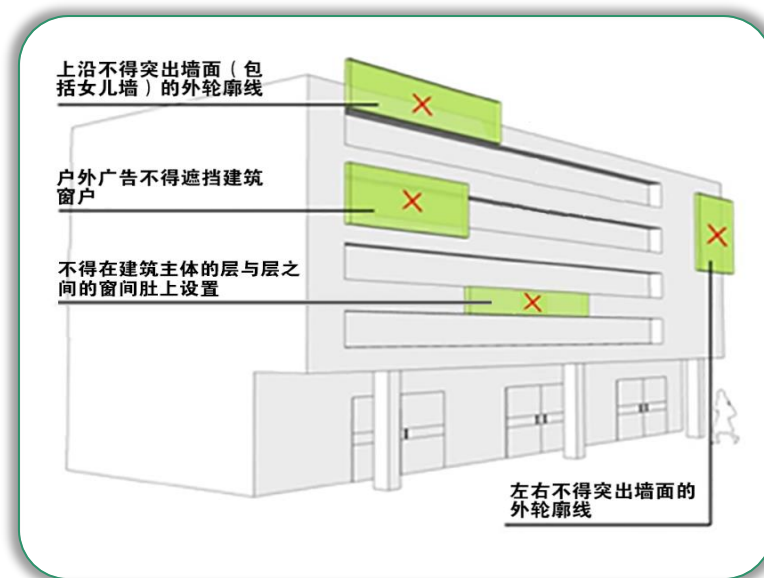 上沿不得突出墙面（包
括女儿墙）的外轮廓线
户外广告不得遮挡建筑
窗户
不得在建筑主体的层与层之
间的窗间肚上设置
左右不得突出墙面的
外轮廓线